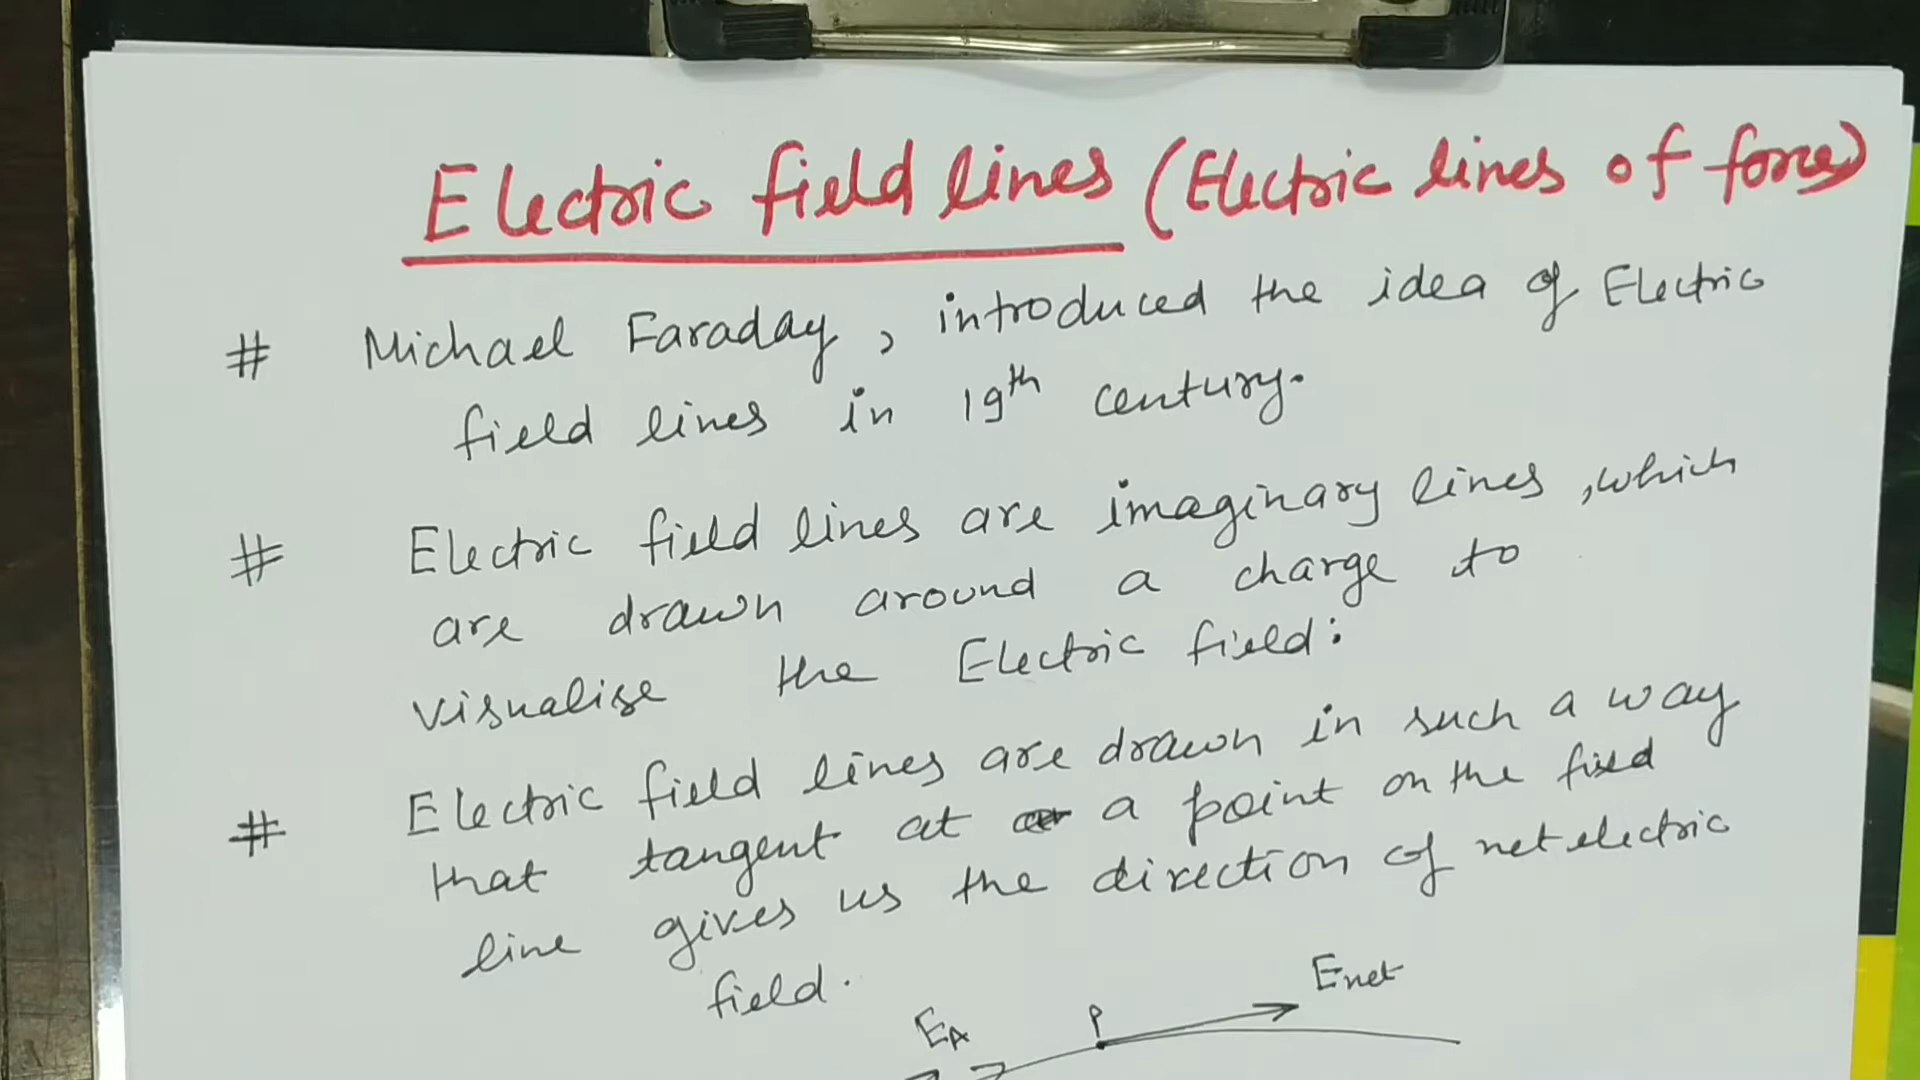 Electric field lines (Electric lines of force)
# Michael Faraday, introduced the idea of Electric
field lines in 19th century.
# Electric field lines are imaginary lines, which
are drawn around a charge to
visualise the Electric field:
# Electric field lines are drawn in such a way
that tangent at a point on the field
line gives us the direction of net electric
field.
Enet
P
EA